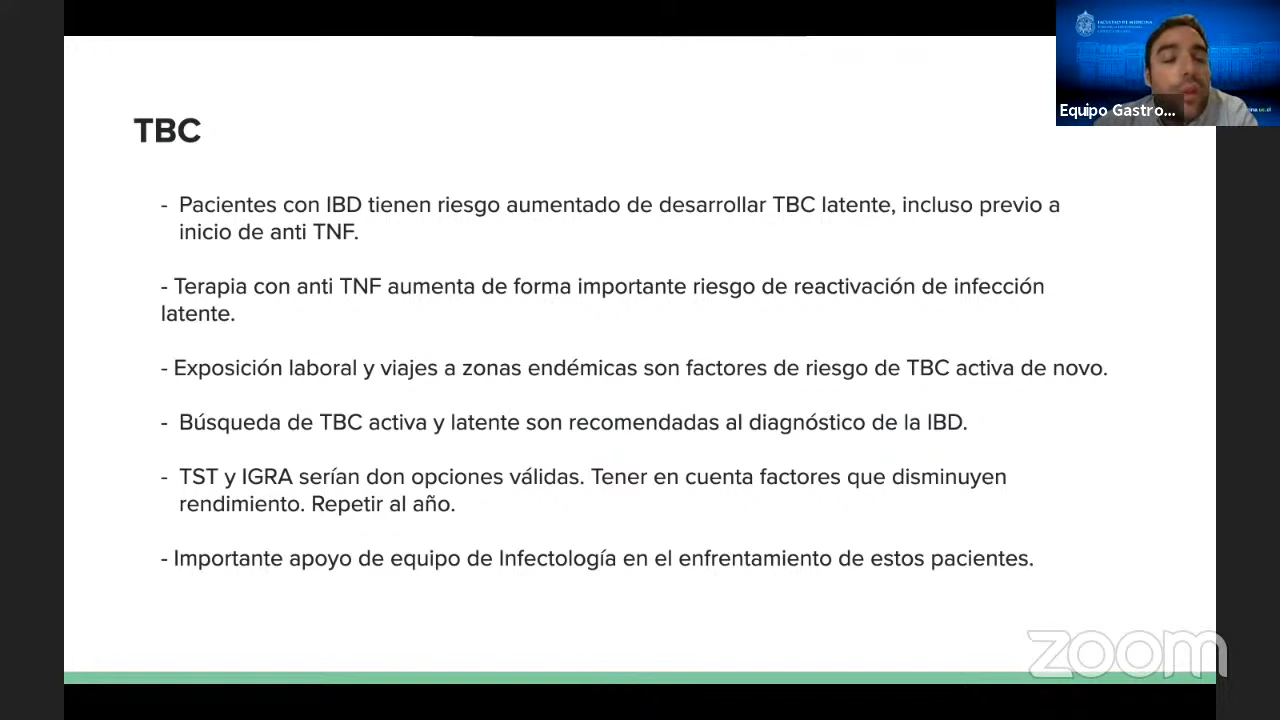 FACULTAD DE MEDICINA
Equipo Gastro...
TBC
- Pacientes con IBD tienen riesgo aumentado de desarrollar TBC latente, incluso previo a
inicio de anti TNF.
- Terapia con anti TNF aumenta de forma importante riesgo de reactivación de infección
latente.
- Exposición laboral y viajes a zonas endémicas son factores de riesgo de TBC activa de novo.
- Búsqueda de TBC activa y latente son recomendadas al diagnóstico de la IBD.
- TST y IGRA serían don opciones válidas. Tener en cuenta factores que disminuyen
rendimiento. Repetir al año.
- Importante apoyo de equipo de Infectología en el enfrentamiento de estos pacientes.
zoom